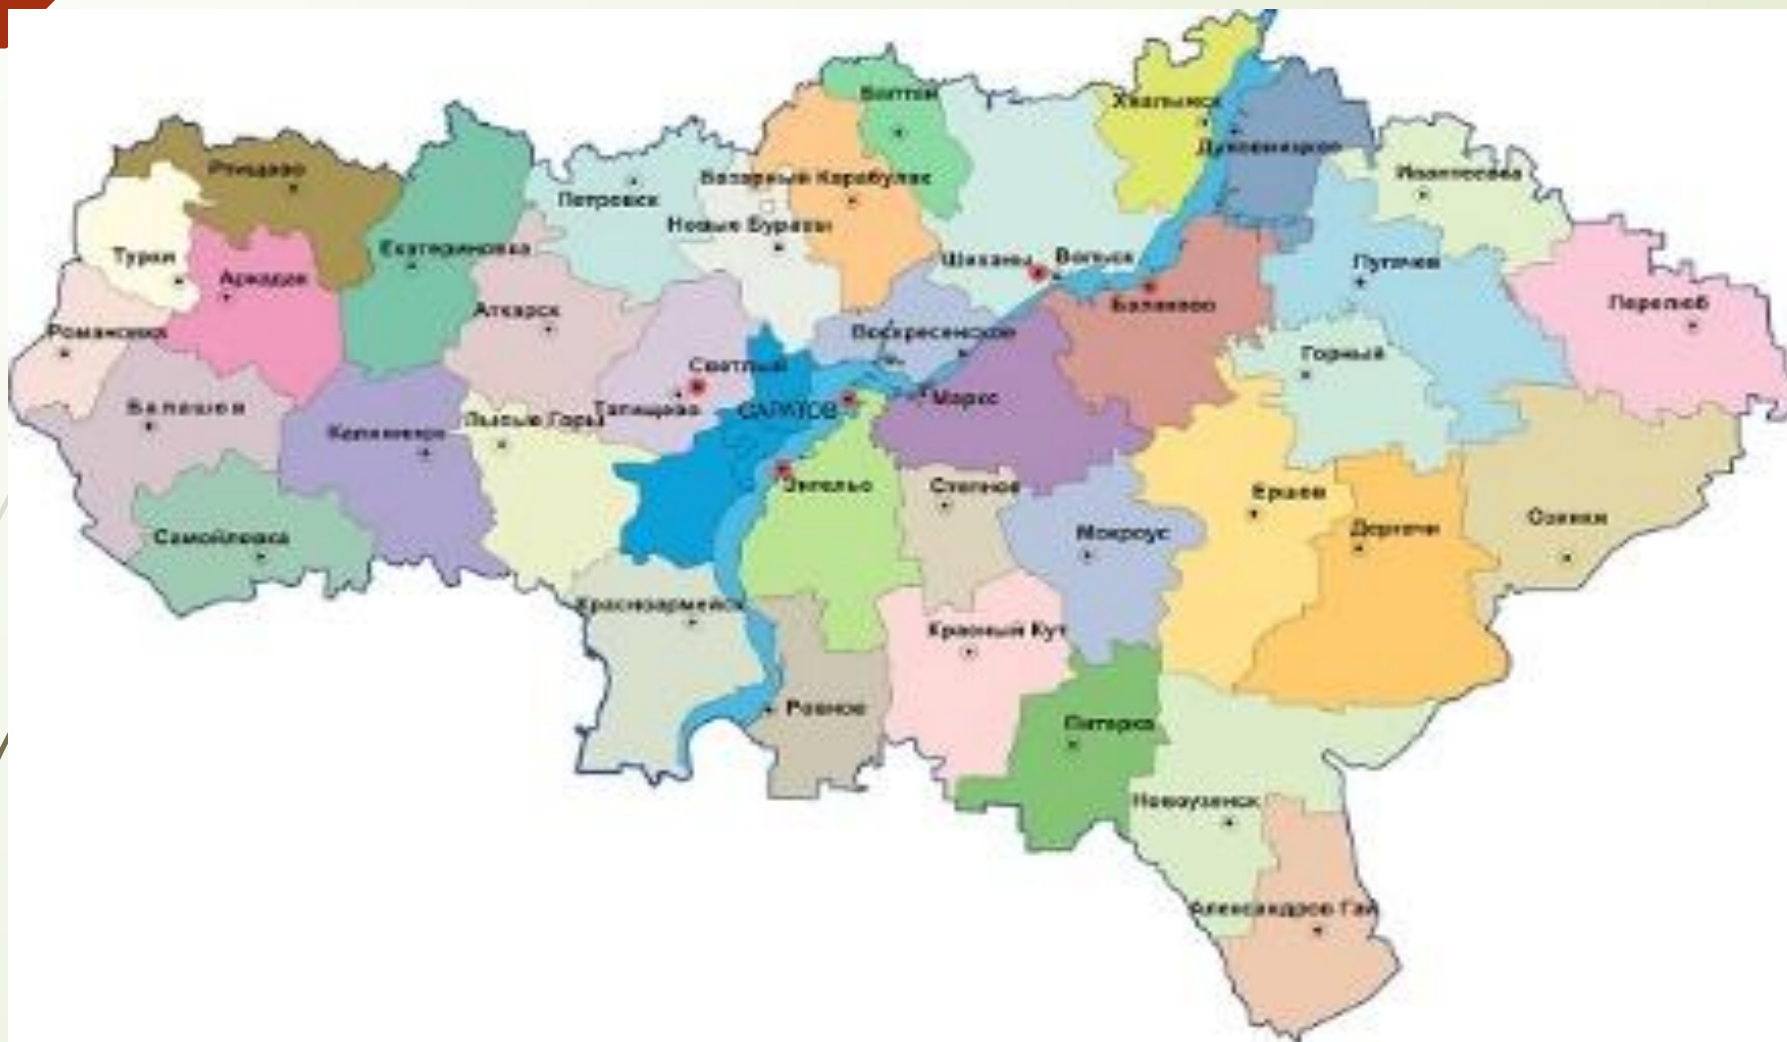 Балтай
Хвалынск
Духовницкое
Ртищево
Ивантеевка
Базарный Карабулак
Петровск
Новые Бурасы
Екатериновка
Турки
Аркадак
Шиханы
Вольск
Пугачев
Балаково
Перелюб
Аткарск
Романовка
Воскресенское
Горный
Светлый
Маркс
Татищево
САРАТОВ
Балашов
Лысые Горы
Калининск
Энгельс
Степное
Ершов
Озинки
Дергачи
Самойловка
Мокроус
Красноармейск
Красный Кут
Ровное
Питерка
Новоузенск
Александров Гай